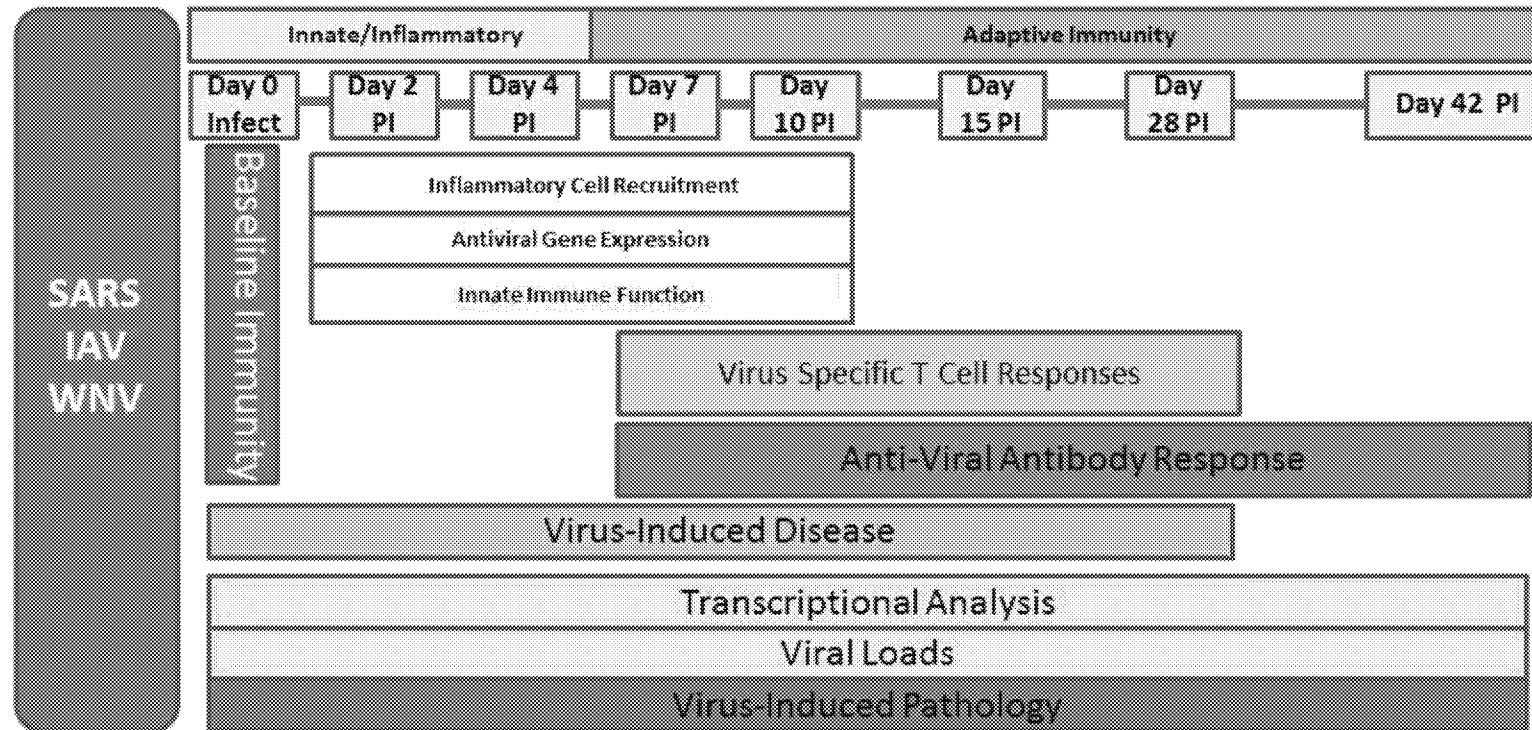 Innate/Inflammatory
Adaptive Immunity
Day 0
Infect
Day 2
PI
Day 4
PI
Day 7
PI
Day
10 PI
Day
15 PI
Day
28 PI
Day 42 PI
SARS
IAV
WNV
Baseline Immunity
Inflammatory Cell Recruitment
Antiviral Gene Expression
Innate Immune Function
Virus Specific T Cell Responses
Anti-Viral Antibody Response
Virus-Induced Disease
Transcriptional Analysis
Viral Loads
Virus-Induced Pathology